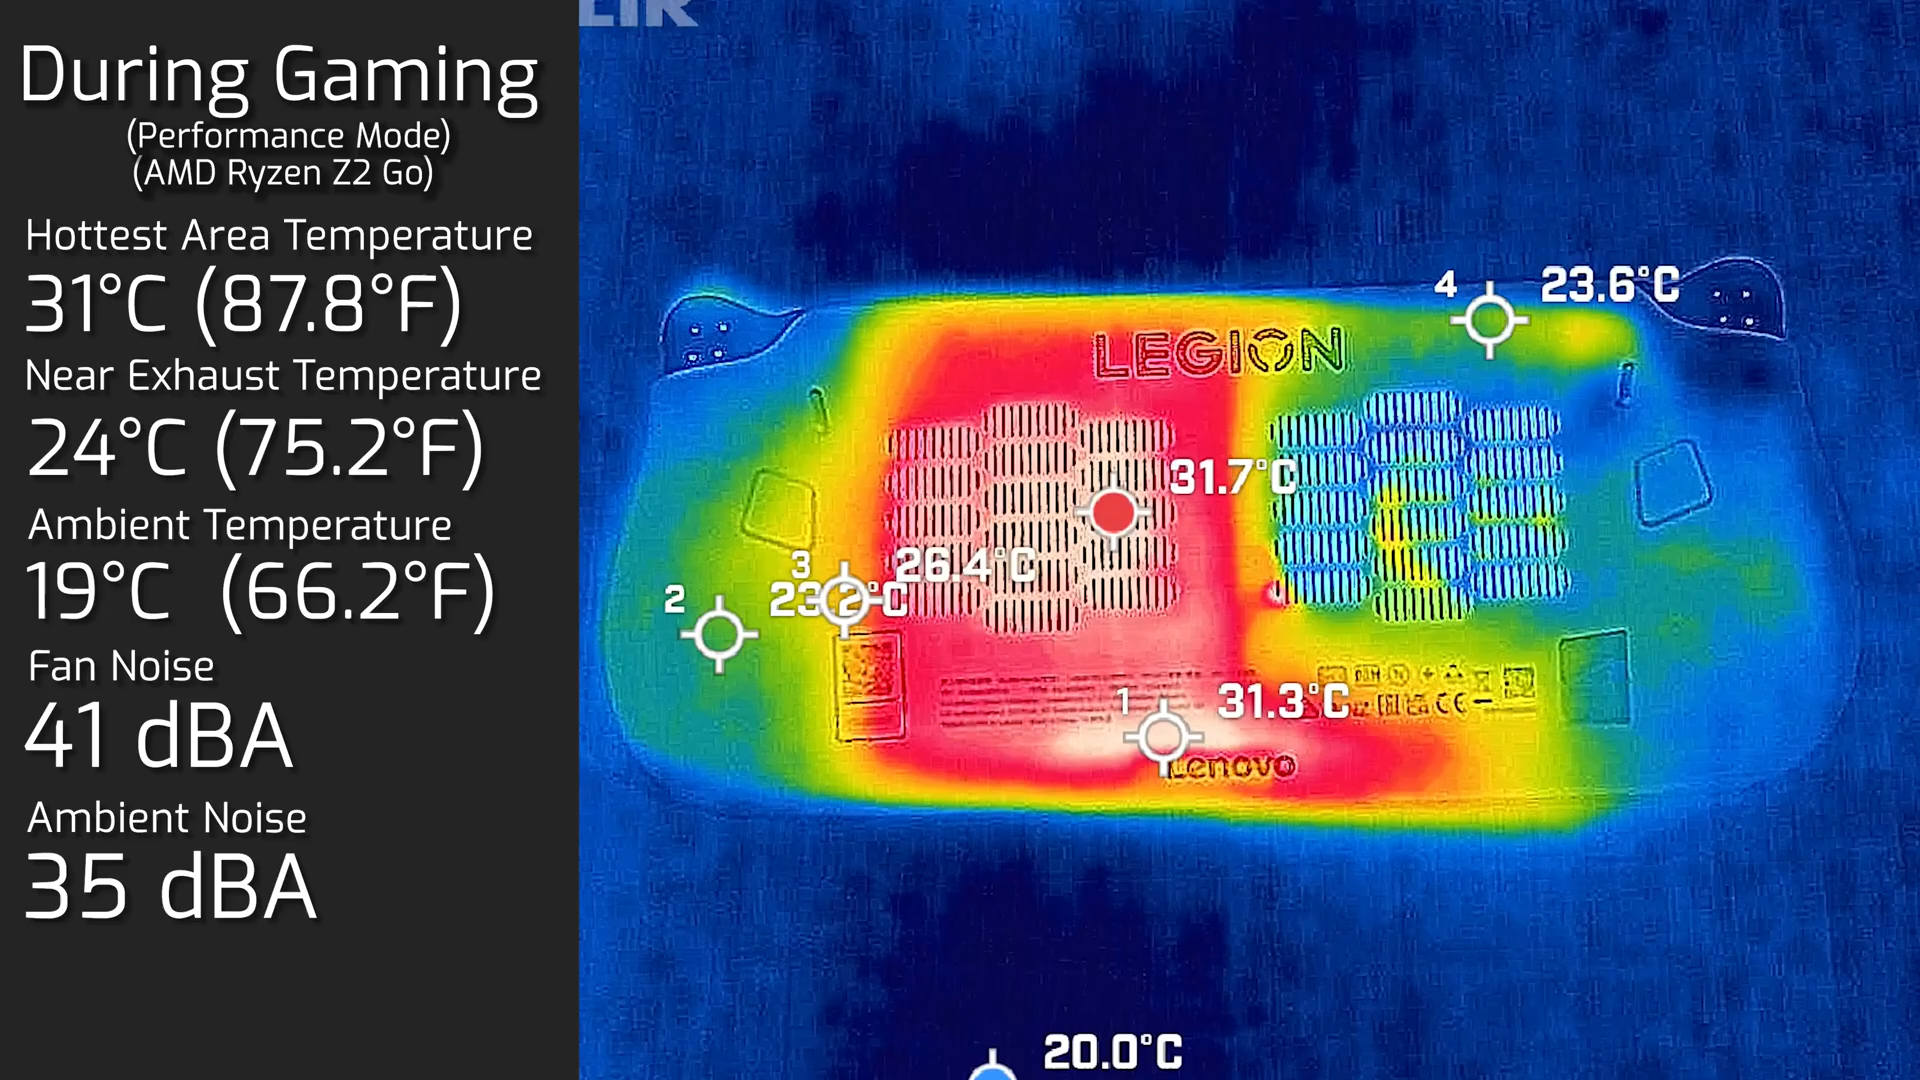 During Gaming
(Performance Mode)
(AMD Ryzen Z2 Go)
Hottest Area Temperature
31°C (87.8°F)
Near Exhaust Temperature
24°C (75.2°F)
Ambient Temperature
19°C (66.2°F)
Fan Noise
41 dBA
Ambient Noise
35 dBA
4 23.6°C
LEGION
31.7°C
3 26.4°C
2 23.2°C
1 31.3°C
Lenovo
20.0°C